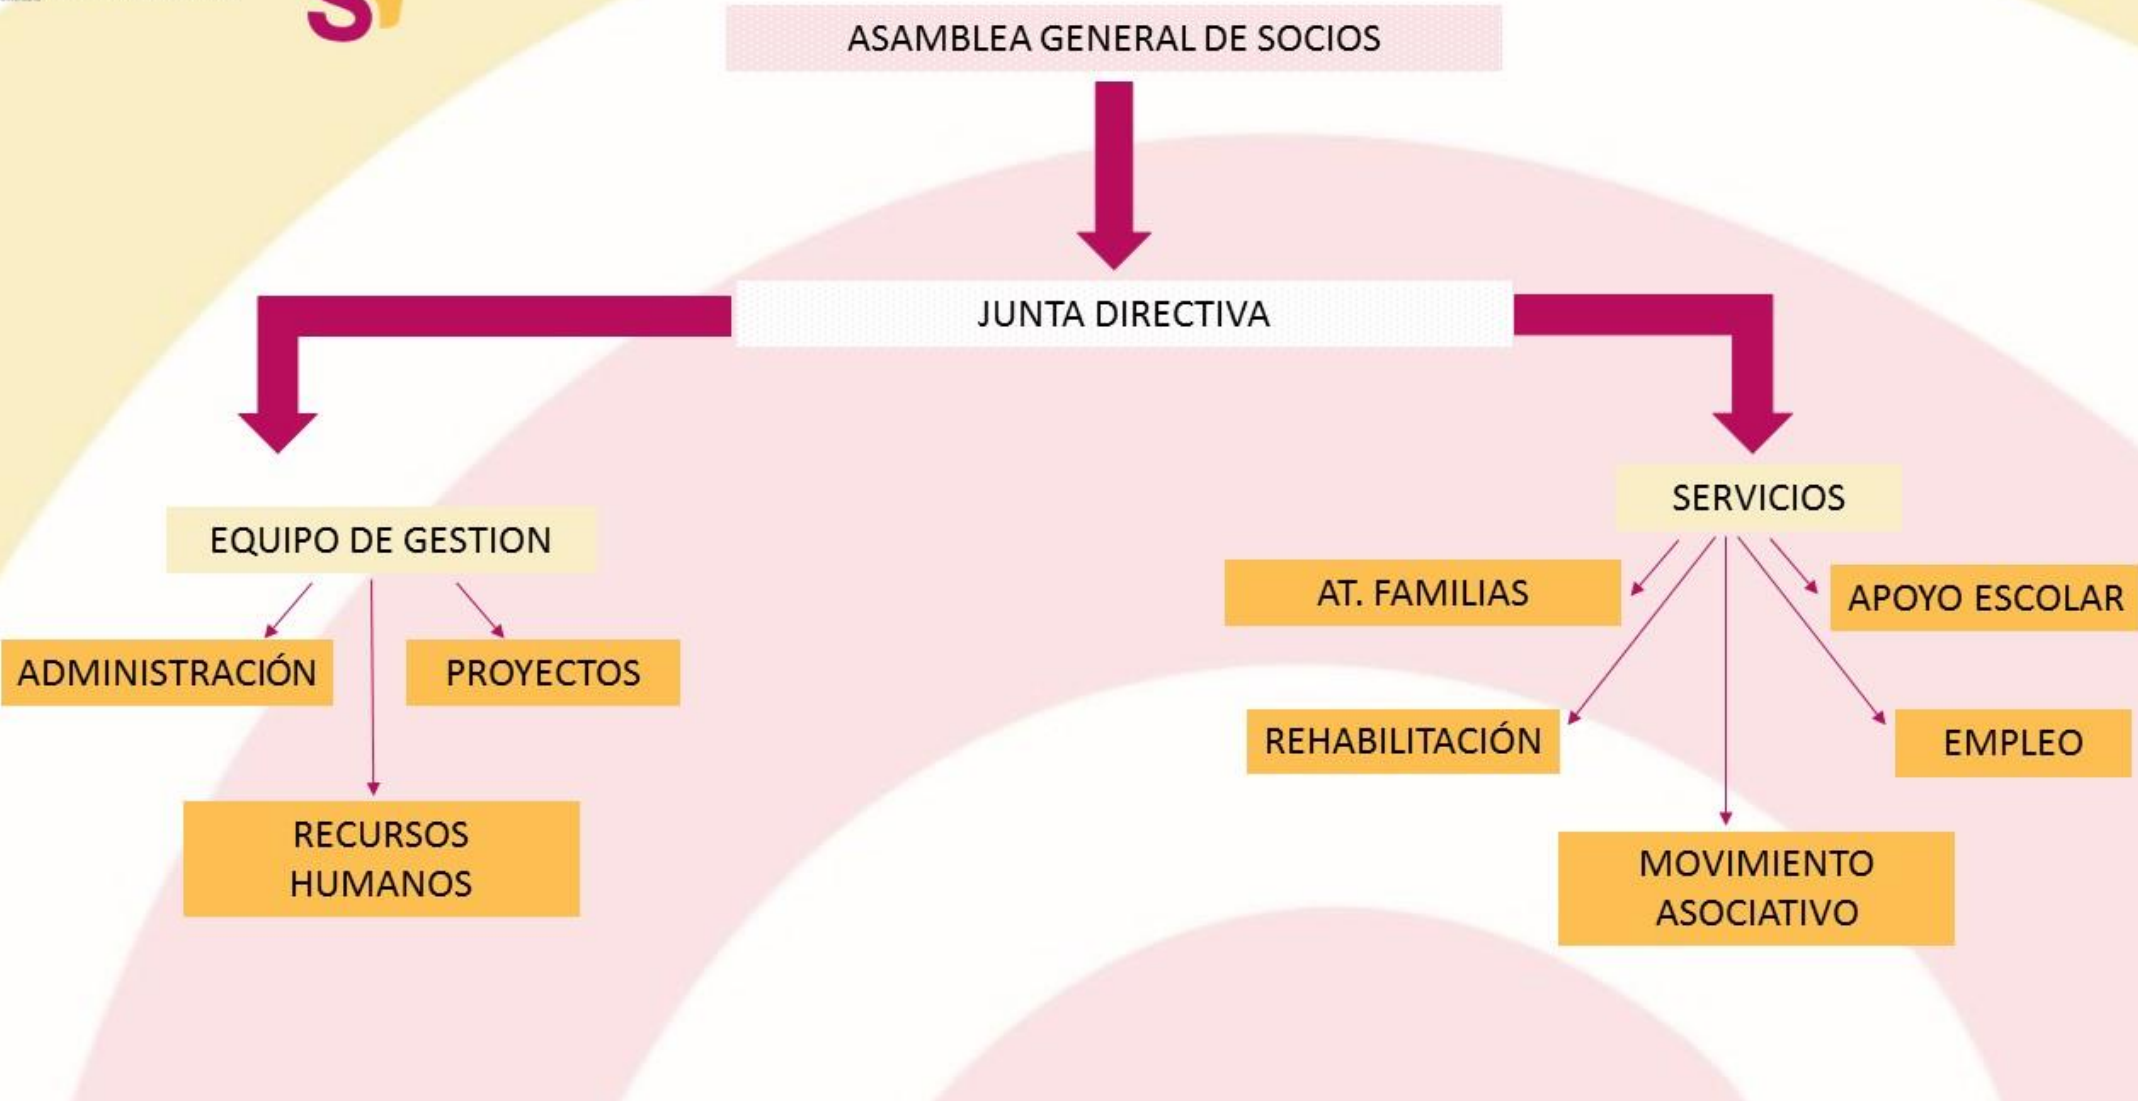 ASAMBLEA GENERAL DE SOCIOS
JUNTA DIRECTIVA
EQUIPO DE GESTION
ADMINISTRACIÓN
PROYECTOS
RECURSOS
HUMANOS
SERVICIOS
AT. FAMILIAS
APOYO ESCOLAR
REHABILITACIÓN
EMPLEO
MOVIMIENTO
ASOCIATIVO